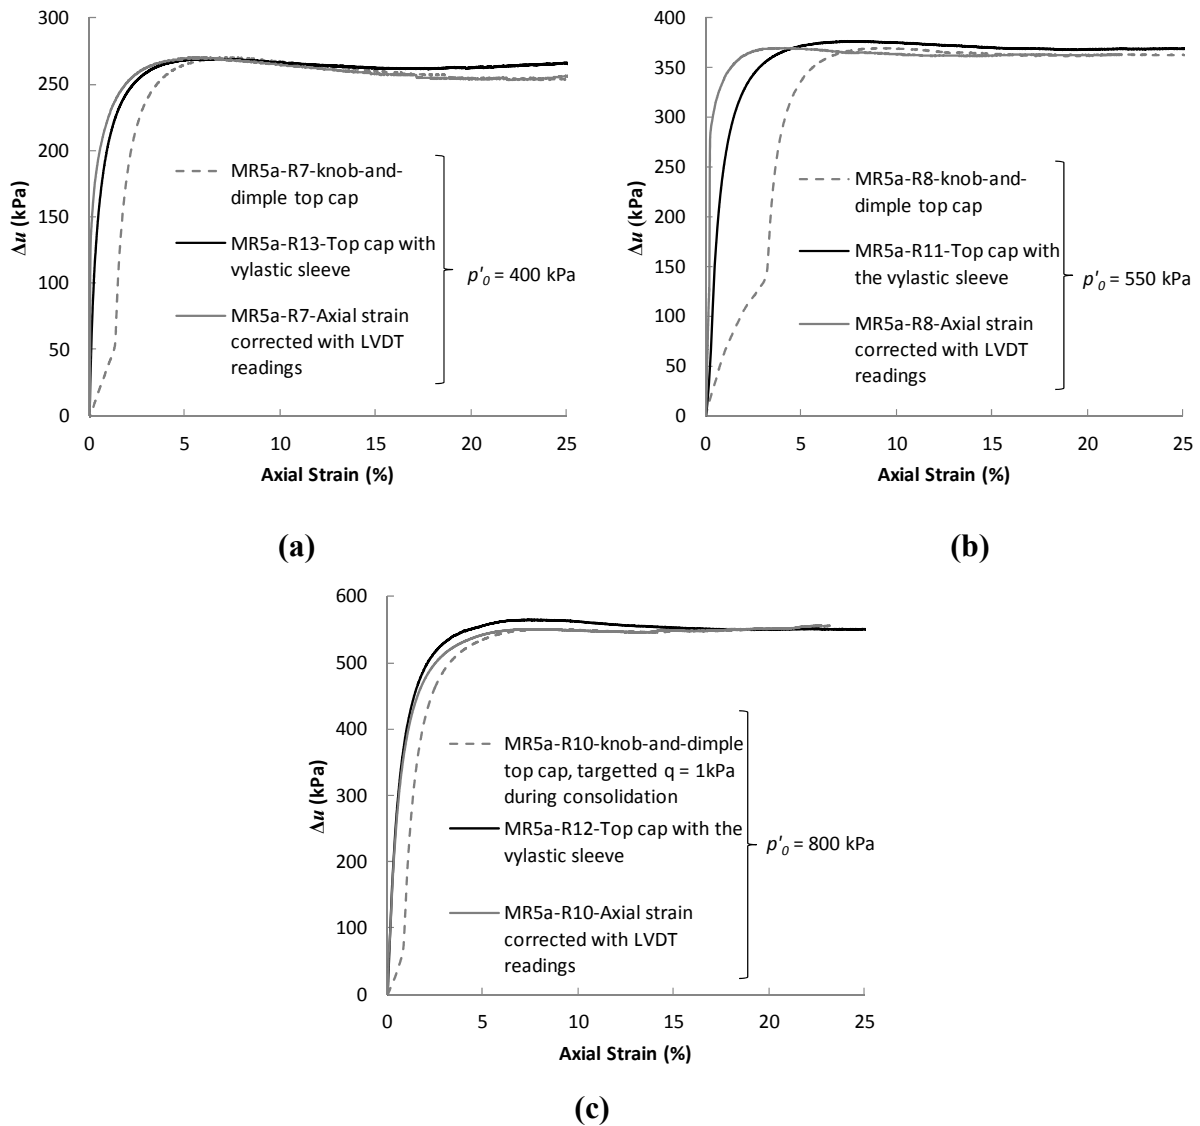 300
250
200
150
100
50
0
0 5 10 15 20 25
Δu (kPa)
Axial Strain (%)
MR5a-R7-knob-and-
dimple top cap
MR5a-R13-Top cap with
vylastic sleeve
MR5a-R7-Axial strain
corrected with LVDT
readings
p'0 = 400 kPa
(a)
400
350
300
250
200
150
100
50
0
0 5 10 15 20 25
Δu (kPa)
Axial Strain (%)
MR5a-R8-knob-and-
dimple top cap
MR5a-R11-Top cap with
the vylastic sleeve
MR5a-R8-Axial strain
corrected with LVDT
readings
p'0 = 550 kPa
(b)
600
500
400
300
200
100
0
0 5 10 15 20 25
Δu (kPa)
Axial Strain (%)
MR5a-R10-knob-and-dimple
top cap, targetted q = 1kPa
during consolidation
MR5a-R12-Top cap with the
vylastic sleeve
MR5a-R10-Axial strain
corrected with LVDT
readings
p'0 = 800 kPa
(c)